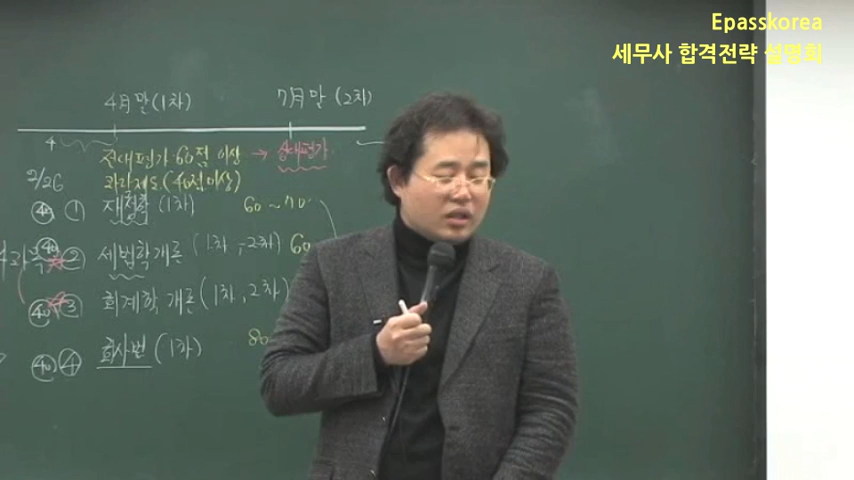 Epasskorea
세무사 합격전략 설명회
4月말(1차)
7月말 (2차)
4
절대평가 60점 이상 → 상대평가
2/26
과락제도(40점이상)
40 ① 재정학 (1차) 60~70
40 ② 세법학개론 (1차, 2차) 60
40 ③ 회계학 개론 (1차, 2차)
40 ④ 회사법 (1차) 80